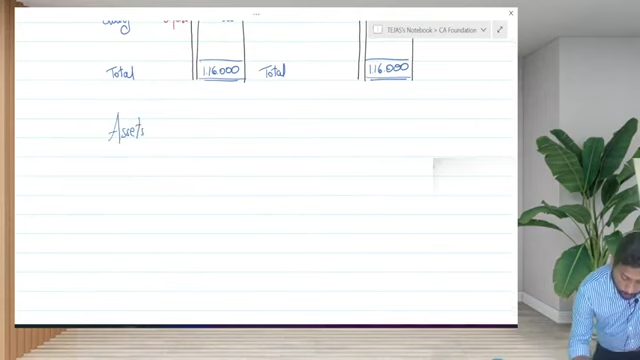 TEJAS's Notebook > CA Foundation
Total 1,16,000 Total 1,16,000
Assets